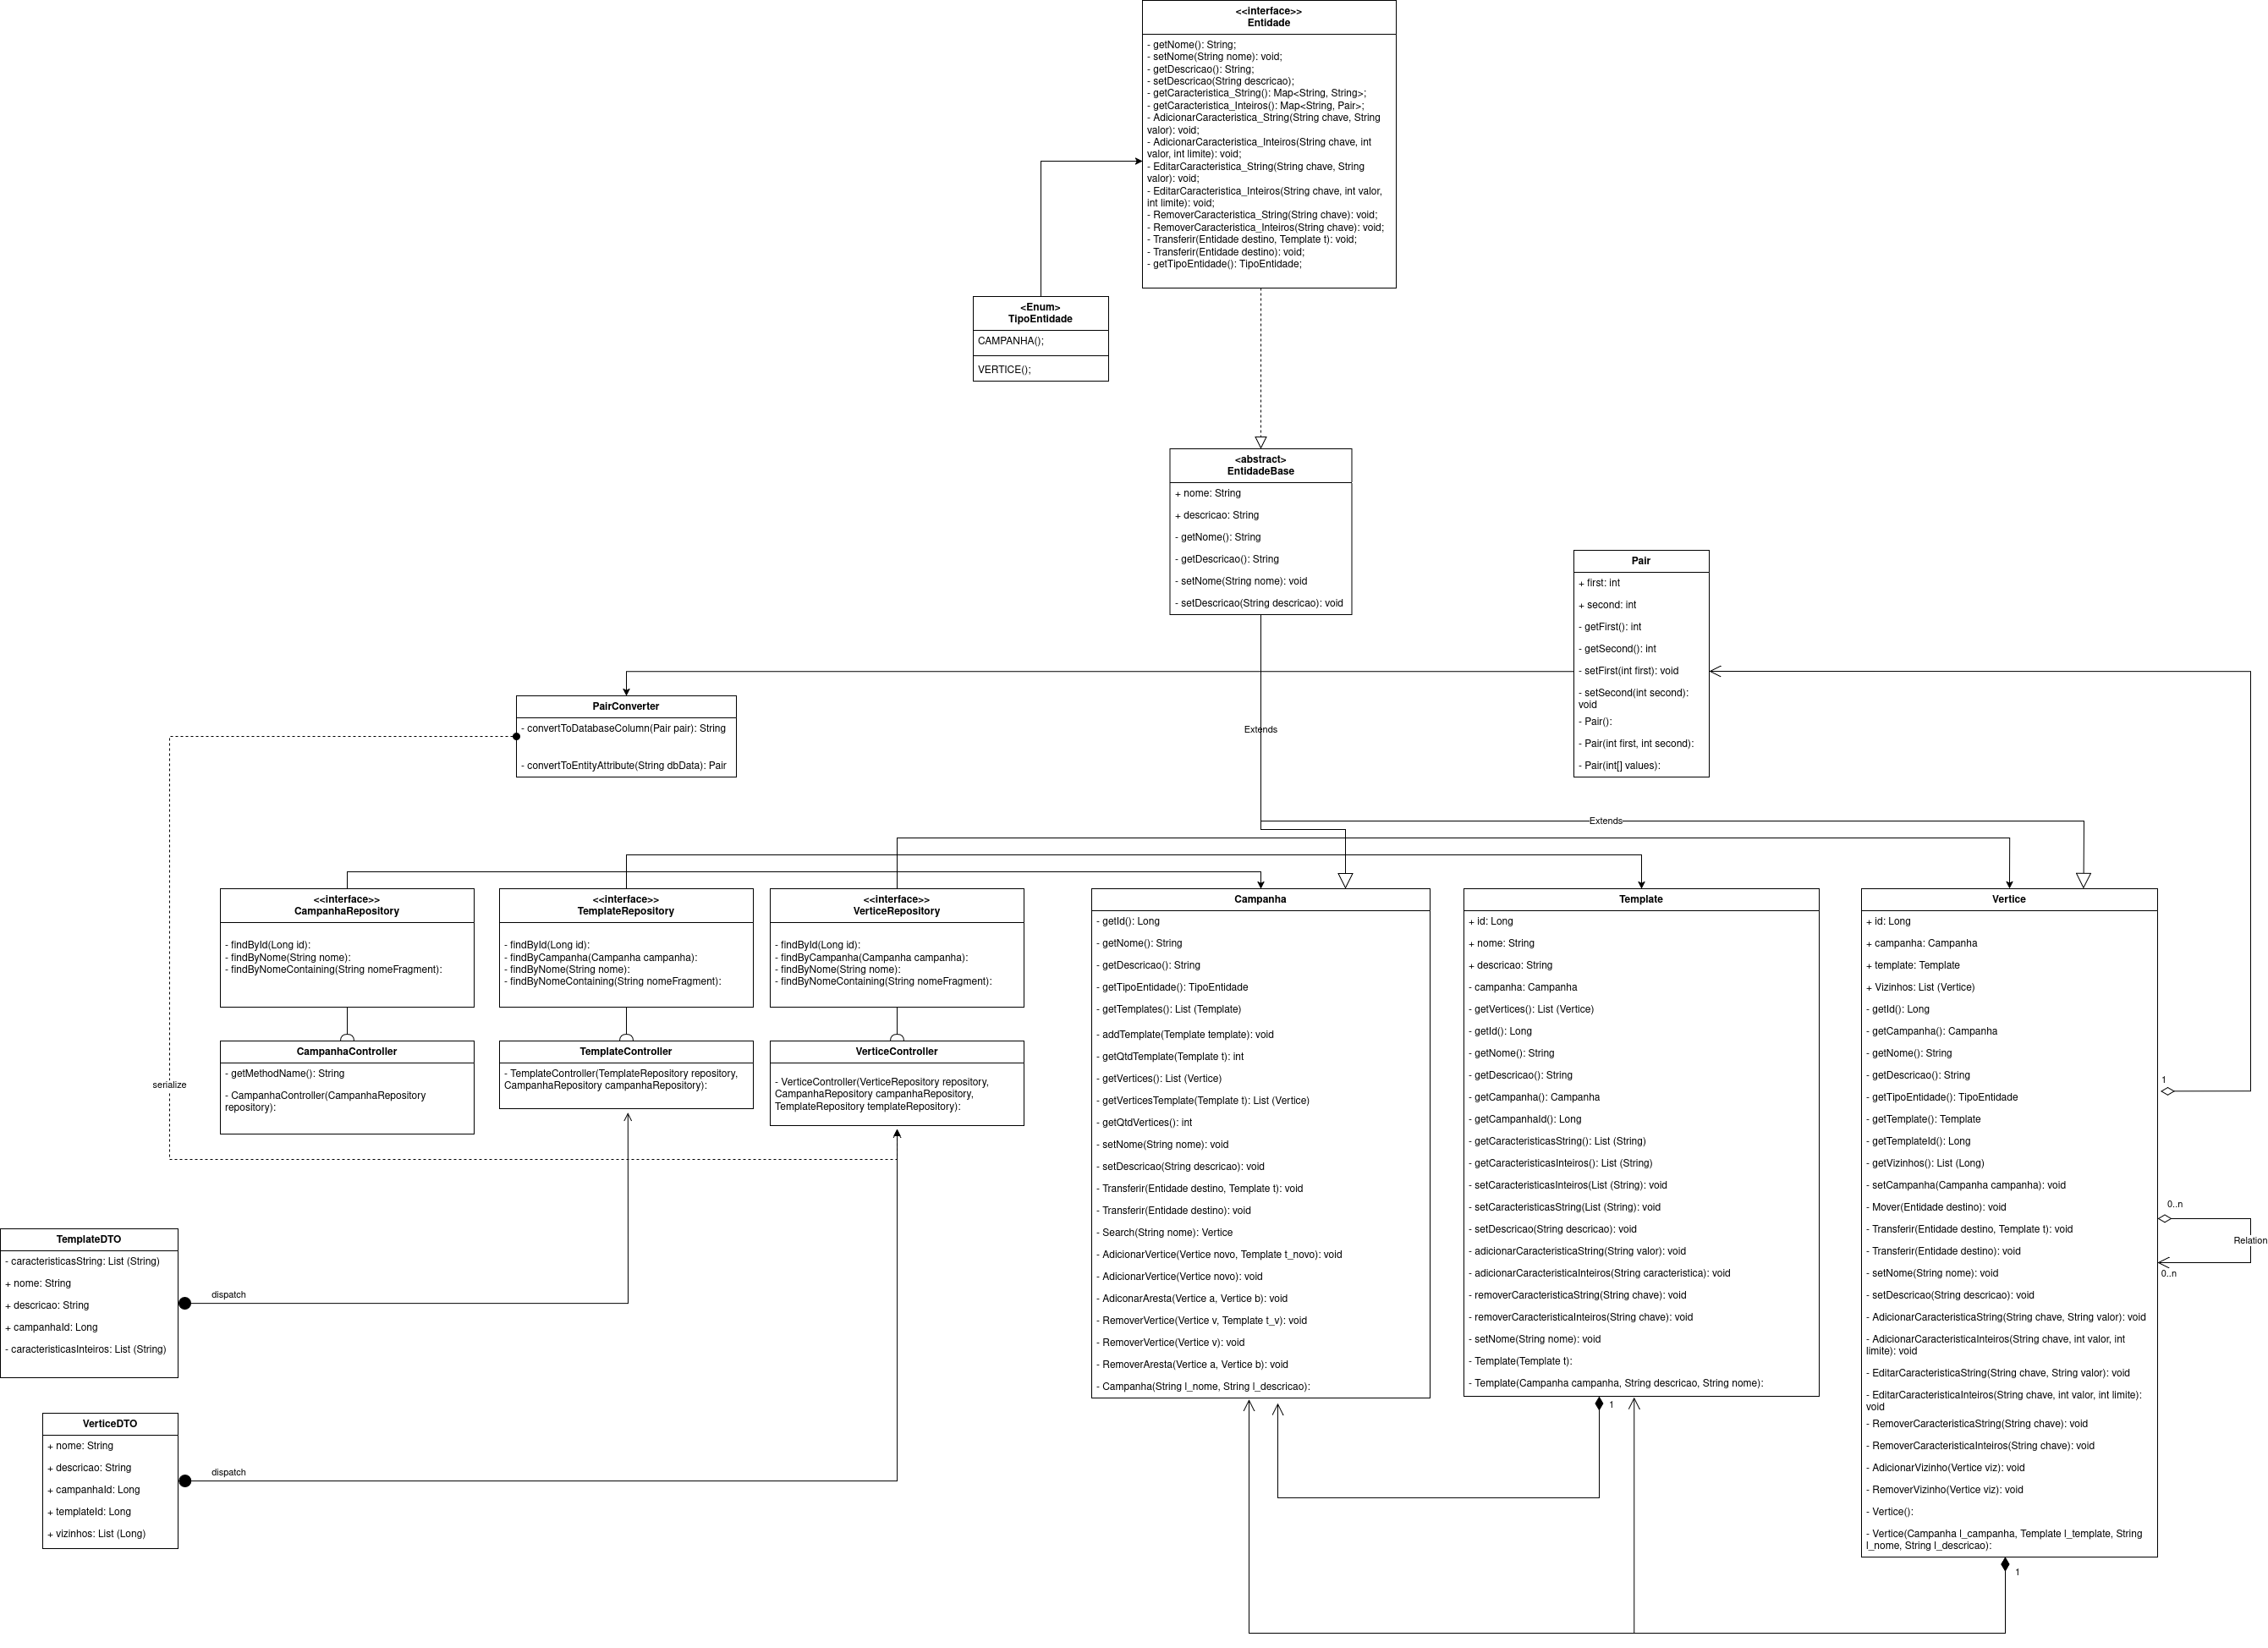 <<interface>>
Entidade
- getNome(): String;
- setNome(String nome): void;
- getDescricao(): String;
- setDescricao(String descricao);
- getCaracteristica_String(): Map<String, String>;
- getCaracteristica_Inteiros(): Map<String, Pair>;
- AdicionarCaracteristica_String(String chave, String
valor): void;
- AdicionarCaracteristica_Inteiros(String chave, int
valor, int limite): void;
- EditarCaracteristica_String(String chave, String
valor): void;
- EditarCaracteristica_Inteiros(String chave, int valor,
int limite): void;
- RemoverCaracteristica_String(String chave): void;
- RemoverCaracteristica_Inteiros(String chave): void;
- Transferir(Entidade destino, Template t): void;
- Transferir(Entidade destino): void;
- getTipoEntidade(): TipoEntidade;
<Enum>
TipoEntidade
CAMPANHA();
VERTICE();
<abstract>
EntidadeBase
+ nome: String
+ descricao: String
- getNome(): String
- getDescricao(): String
- setNome(String nome): void
- setDescricao(String descricao): void
Pair
+ first: int
+ second: int
- getFirst(): int
- getSecond(): int
- setFirst(int first): void
- setSecond(int second):
void
- Pair():
- Pair(int first, int second):
- Pair(int[] values):
PairConverter
- convertToDatabaseColumn(Pair pair): String
- convertToEntityAttribute(String dbData): Pair
Extends
Extends
<<interface>>
CampanhaRepository
- findById(Long id):
- findByNome(String nome):
- findByNomeContaining(String nomeFragment):
<<interface>>
TemplateRepository
- findById(Long id):
- findByCampanha(Campanha campanha):
- findByNome(String nome):
- findByNomeContaining(String nomeFragment):
<<interface>>
VerticeRepository
- findById(Long id):
- findByCampanha(Campanha campanha):
- findByNome(String nome):
- findByNomeContaining(String nomeFragment):
CampanhaController
- getMethodName(): String
- CampanhaController(CampanhaRepository
repository):
TemplateController
- TemplateController(TemplateRepository repository,
CampanhaRepository campanhaRepository):
VerticeController
- VerticeController(VerticeRepository repository,
CampanhaRepository campanhaRepository,
TemplateRepository templateRepository):
serialize
Campanha
- getId(): Long
- getNome(): String
- getDescricao(): String
- getTipoEntidade(): TipoEntidade
- getTemplates(): List (Template)
- addTemplate(Template template): void
- getQtdTemplate(Template t): int
- getVertices(): List (Vertice)
- getVerticesTemplate(Template t): List (Vertice)
- getQtdVertices(): int
- setNome(String nome): void
- setDescricao(String descricao): void
- Transferir(Entidade destino, Template t): void
- Transferir(Entidade destino): void
- Search(String nome): Vertice
- AdicionarVertice(Vertice novo, Template t_novo): void
- AdicionarVertice(Vertice novo): void
- AdiconarAresta(Vertice a, Vertice b): void
- RemoverVertice(Vertice v, Template t_v): void
- RemoverVertice(Vertice v): void
- RemoverAresta(Vertice a, Vertice b): void
- Campanha(String l_nome, String l_descricao):
Template
+ id: Long
+ nome: String
+ descricao: String
- campanha: Campanha
- getVertices(): List (Vertice)
- getId(): Long
- getNome(): String
- getDescricao(): String
- getCampanha(): Campanha
- getCampanhaId(): Long
- getCaracteristicasString(): List (String)
- getCaracteristicasInteiros(): List (String)
- setCaracteristicasInteiros(List (String): void
- setCaracteristicasString(List (String): void
- setDescricao(String descricao): void
- adicionarCaracteristicaString(String valor): void
- adicionarCaracteristicaInteiros(String caracteristica): void
- removerCaracteristicaString(String chave): void
- removerCaracteristicaInteiros(String chave): void
- setNome(String nome): void
- Template(Template t):
- Template(Campanha campanha, String descricao, String nome):
1
Vertice
+ id: Long
+ campanha: Campanha
+ template: Template
+ Vizinhos: List (Vertice)
- getId(): Long
- getCampanha(): Campanha
- getNome(): String
- getDescricao(): String
- getTipoEntidade(): TipoEntidade
- getTemplate(): Template
- getTemplateId(): Long
- getVizinhos(): List (Long)
- setCampanha(Campanha campanha): void
- Mover(Entidade destino): void
- Transferir(Entidade destino, Template t): void
- Transferir(Entidade destino): void
- setNome(String nome): void
- setDescricao(String descricao): void
- AdicionarCaracteristicaString(String chave, String valor): void
- AdicionarCaracteristicaInteiros(String chave, int valor, int
limite): void
- EditarCaracteristicaString(String chave, String valor): void
- EditarCaracteristicaInteiros(String chave, int valor, int limite):
void
- RemoverCaracteristicaString(String chave): void
- RemoverCaracteristicaInteiros(String chave): void
- AdicionarVizinho(Vertice viz): void
- RemoverVizinho(Vertice viz): void
- Vertice():
- Vertice(Campanha l_campanha, Template l_template, String
l_nome, String l_descricao):
1
1
0..n
Relation
0..n
TemplateDTO
- caracteristicasString: List (String)
+ nome: String
+ descricao: String
+ campanhaId: Long
- caracteristicasInteiros: List (String)
dispatch
VerticeDTO
+ nome: String
+ descricao: String
+ campanhaId: Long
+ templateId: Long
+ vizinhos: List (Long)
dispatch